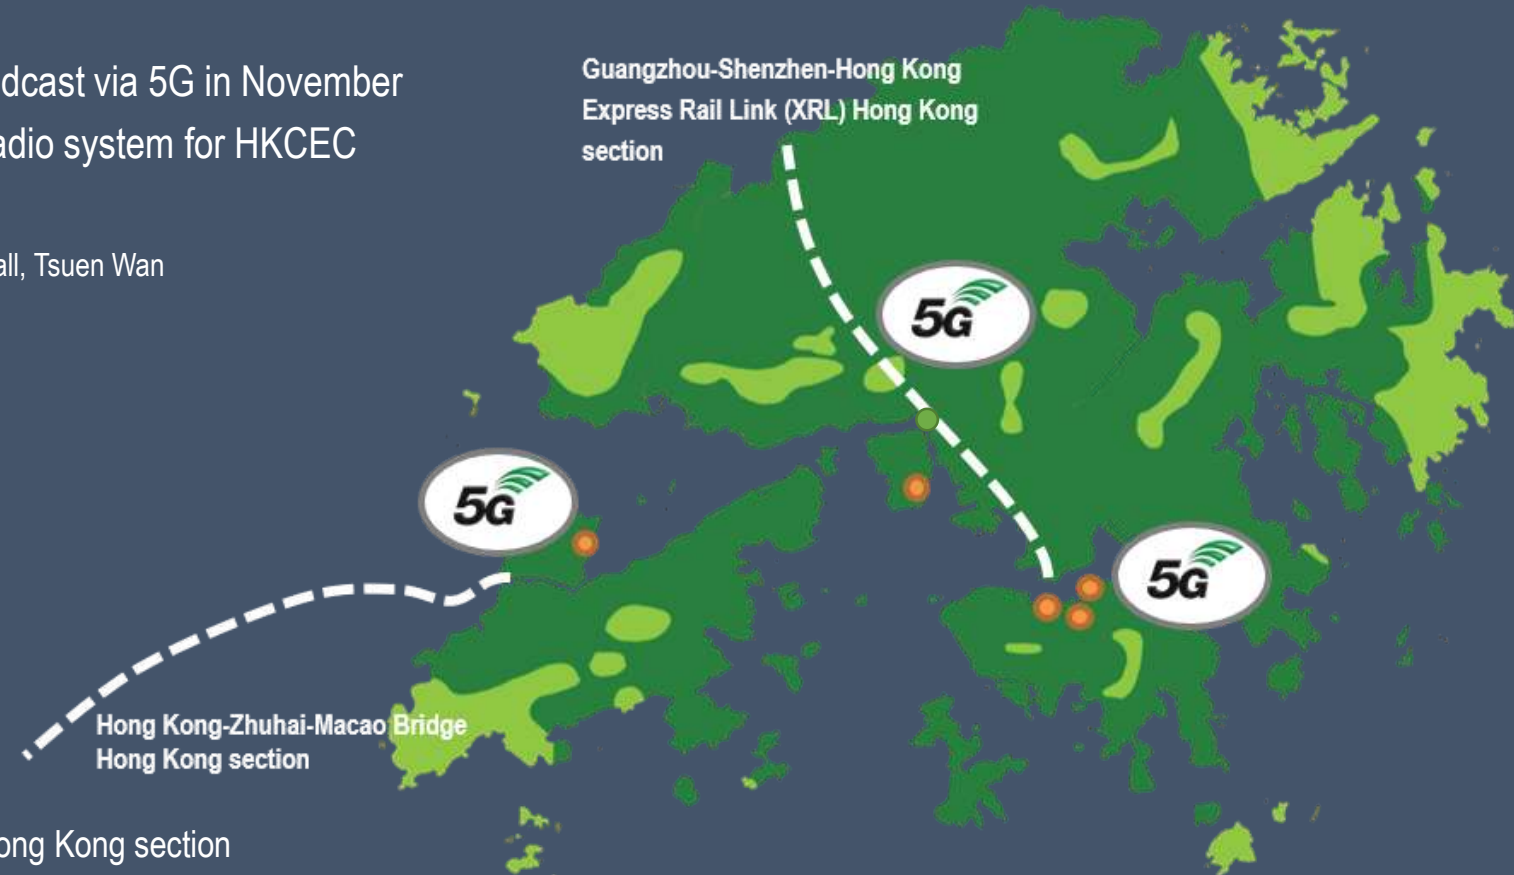 dcast via 5G in November
adio system for HKCEC
all, Tsuen Wan
Guangzhou-Shenzhen-Hong Kong
Express Rail Link (XRL) Hong Kong
section
5G
5G
5G
Hong Kong-Zhuhai-Macao Bridge
Hong Kong section
ong Kong section